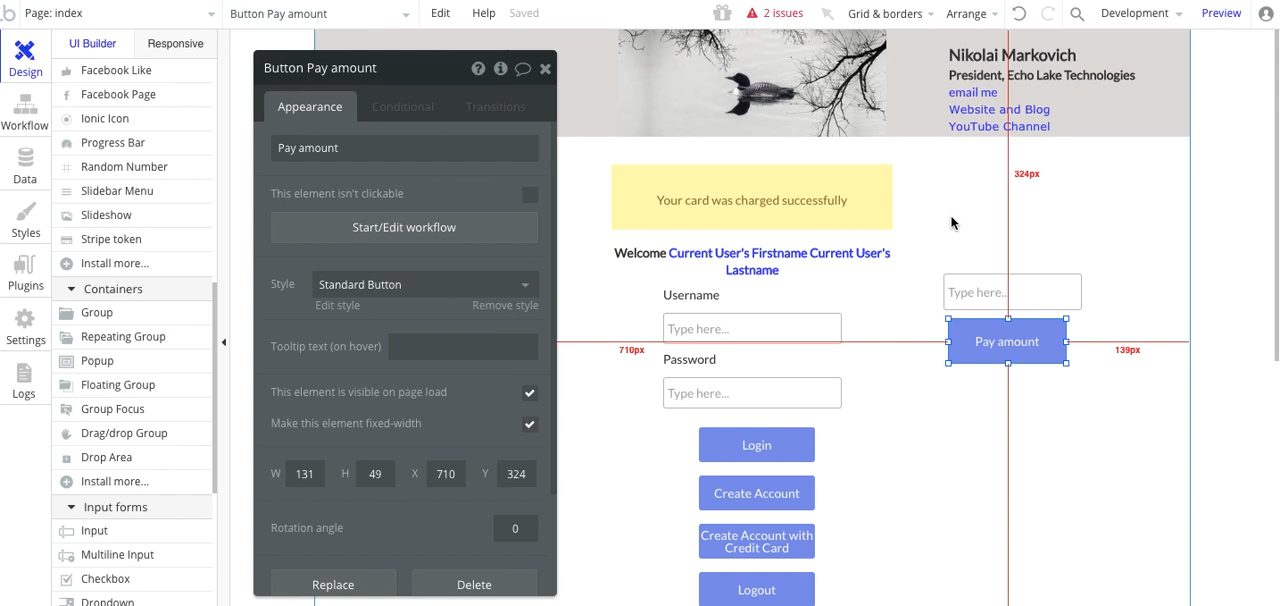 Page: index
Button Pay amount
Edit
Help
Saved
2 issues
Grid & borders
Arrange
Development
Preview
Design
Workflow
Data
Styles
Plugins
Settings
Logs
UI Builder
Responsive
Facebook Like
Facebook Page
Ionic Icon
Progress Bar
Random Number
Slidebar Menu
Slideshow
Stripe token
Install more...
Containers
Group
Repeating Group
Popup
Floating Group
Group Focus
Drag/drop Group
Drop Area
Install more...
Input forms
Input
Multiline Input
Checkbox
Dropdown
Button Pay amount
Appearance
Conditional
Transitions
Pay amount
This element isn't clickable
Start/Edit workflow
Style
Standard Button
Edit style
Remove style
Tooltip text (on hover)
This element is visible on page load
Make this element fixed-width
W 131 H 49 X 710 Y 324
Rotation angle
0
Replace
Delete
Nikolai Markovich
President, Echo Lake Technologies
email me
Website and Blog
YouTube Channel
324px
Your card was charged successfully
Welcome Current User's Firstname Current User's
Lastname
Username
Type here...
710px
Password
Type here...
Login
Create Account
Create Account with
Credit Card
Logout
Type here...
Pay amount
139px